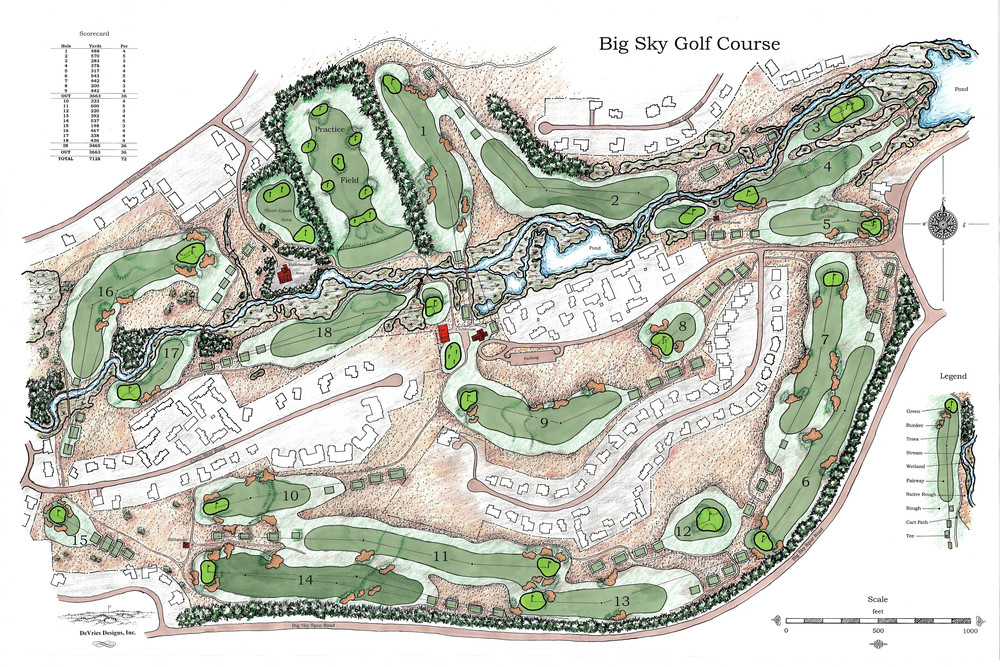 Big Sky Golf Course
Scorecard
Hole Yards Par
1 488 4
2 570 5
3 283 3
4 378 4
5 317 4
6 543 5
7 442 4
8 200 3
9 442 4
OUT 3663 36
10 333 4
11 600 5
12 220 3
13 392 4
14 537 5
15 148 3
16 467 4
17 338 4
18 430 4
IN 3465 36
OUT 3663 36
TOTAL 7128 72
Pond
Practice
Field
Short Game
Area
1
2
3
4
5
Pond
16
18
17
8
7
Parking
9
6
10
12
11
15
14
13
Big Sky Spur Road
Legend
Green
Bunker
Trees
Stream
Wetland
Fairway
Native Rough
Rough
Cart Path
Tee
Scale
feet
0 500 1000
DeVries Designs, Inc.